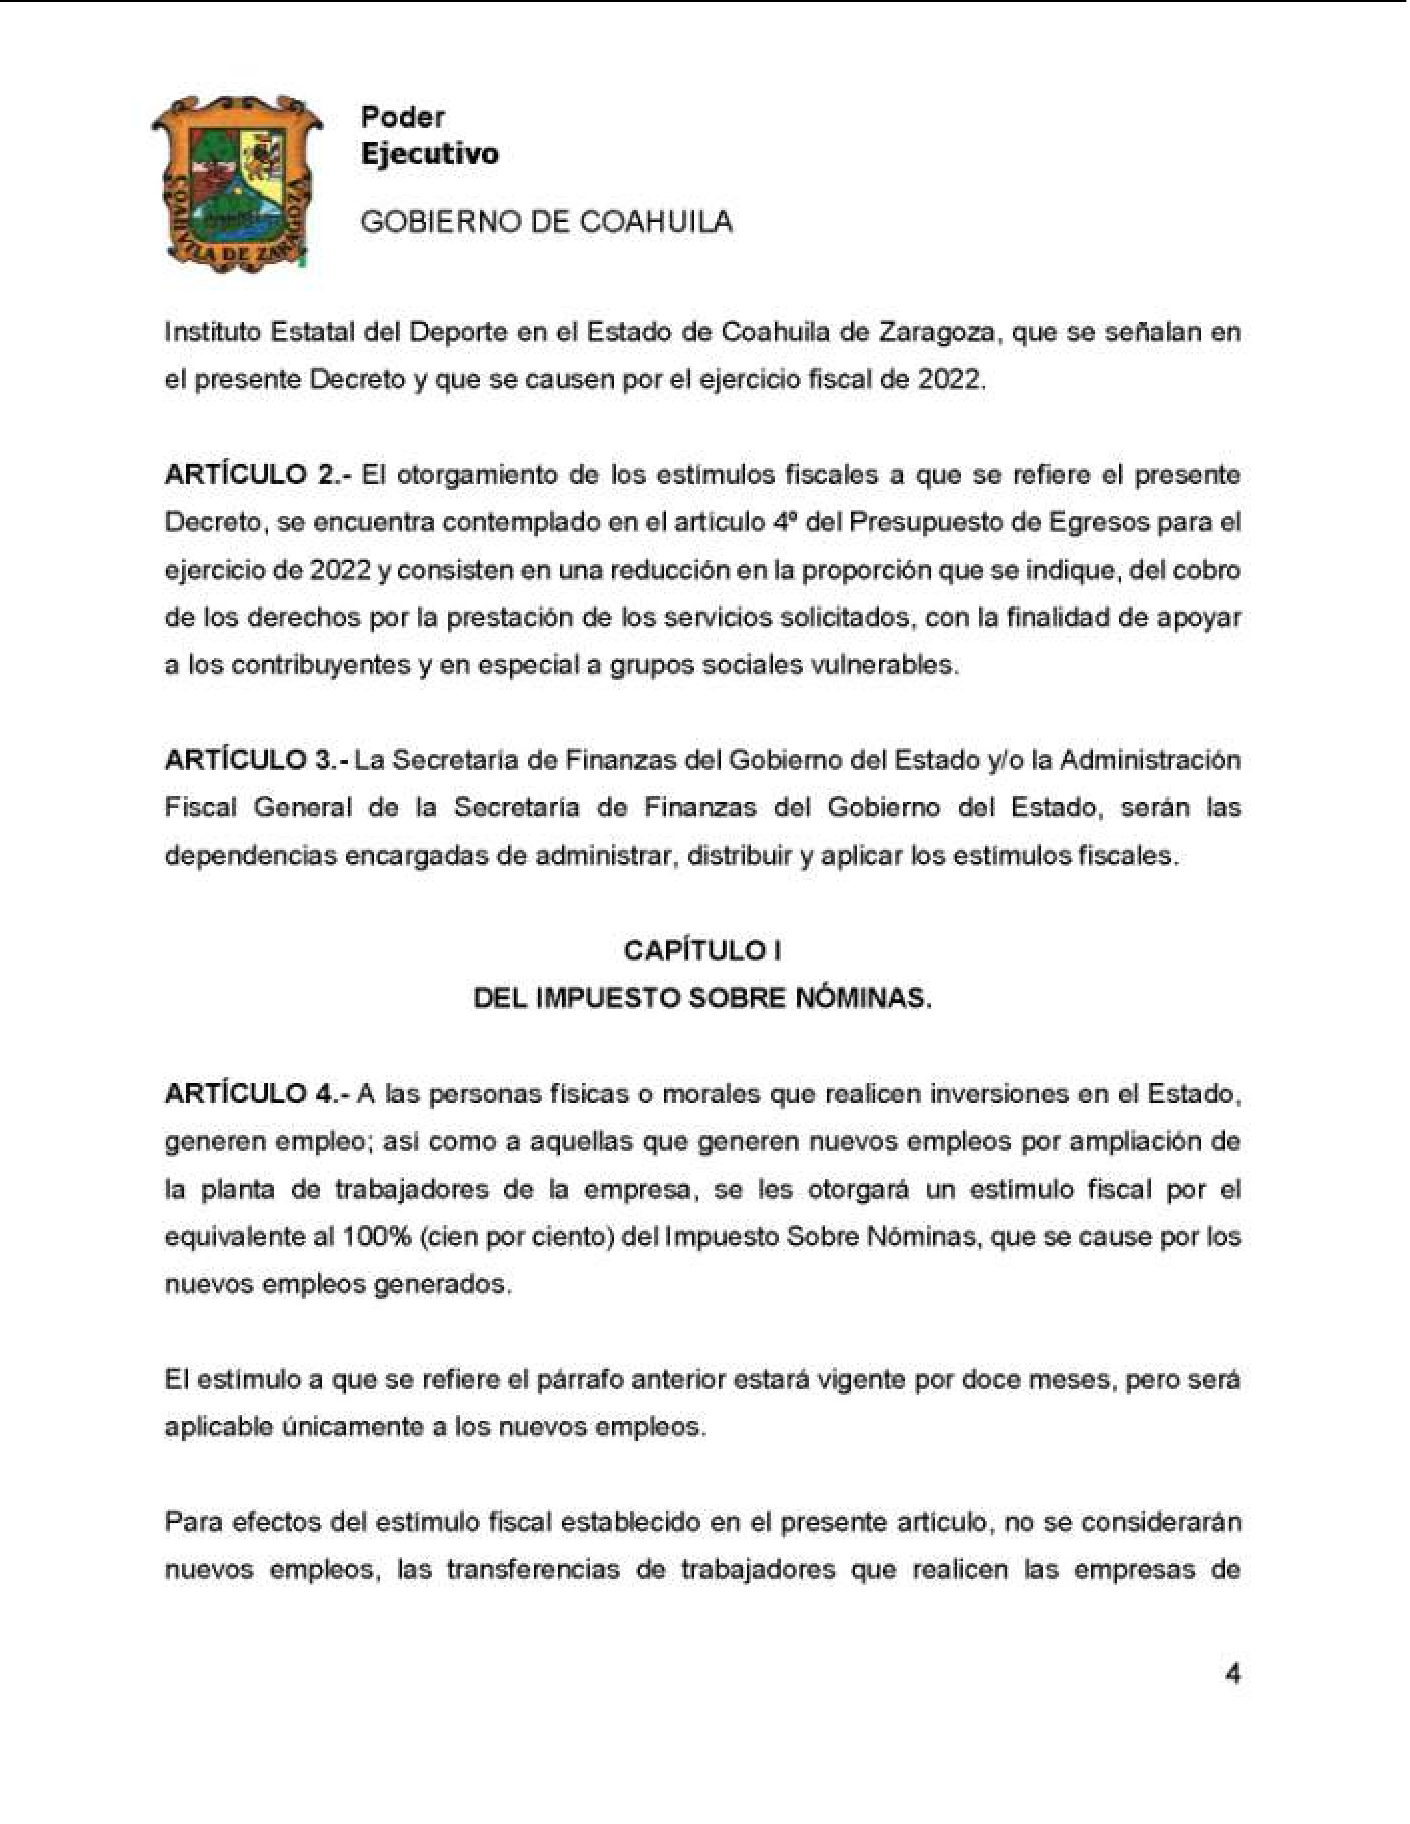 Poder
Ejecutivo
GOBIERNO DE COAHUILA
COAHVILA DE ZARAGOZA
Instituto Estatal del Deporte en el Estado de Coahuila de Zaragoza, que se señalan en
el presente Decreto y que se causen por el ejercicio fiscal de 2022.
ARTÍCULO 2.- El otorgamiento de los estímulos fiscales a que se refiere el presente
Decreto, se encuentra contemplado en el artículo 4º del Presupuesto de Egresos para el
ejercicio de 2022 y consisten en una reducción en la proporción que se indique, del cobro
de los derechos por la prestación de los servicios solicitados, con la finalidad de apoyar
a los contribuyentes y en especial a grupos sociales vulnerables.
ARTÍCULO 3.- La Secretaría de Finanzas del Gobierno del Estado y/o la Administración
Fiscal General de la Secretaría de Finanzas del Gobierno del Estado, serán las
dependencias encargadas de administrar, distribuir y aplicar los estímulos fiscales.
CAPÍTULO I
DEL IMPUESTO SOBRE NÓMINAS.
ARTÍCULO 4.- A las personas físicas o morales que realicen inversiones en el Estado,
generen empleo; así como a aquellas que generen nuevos empleos por ampliación de
la planta de trabajadores de la empresa, se les otorgará un estímulo fiscal por el
equivalente al 100% (cien por ciento) del Impuesto Sobre Nóminas, que se cause por los
nuevos empleos generados.
El estímulo a que se refiere el párrafo anterior estará vigente por doce meses, pero será
aplicable únicamente a los nuevos empleos.
Para efectos del estímulo fiscal establecido en el presente artículo, no se considerarán
nuevos empleos, las transferencias de trabajadores que realicen las empresas de
4